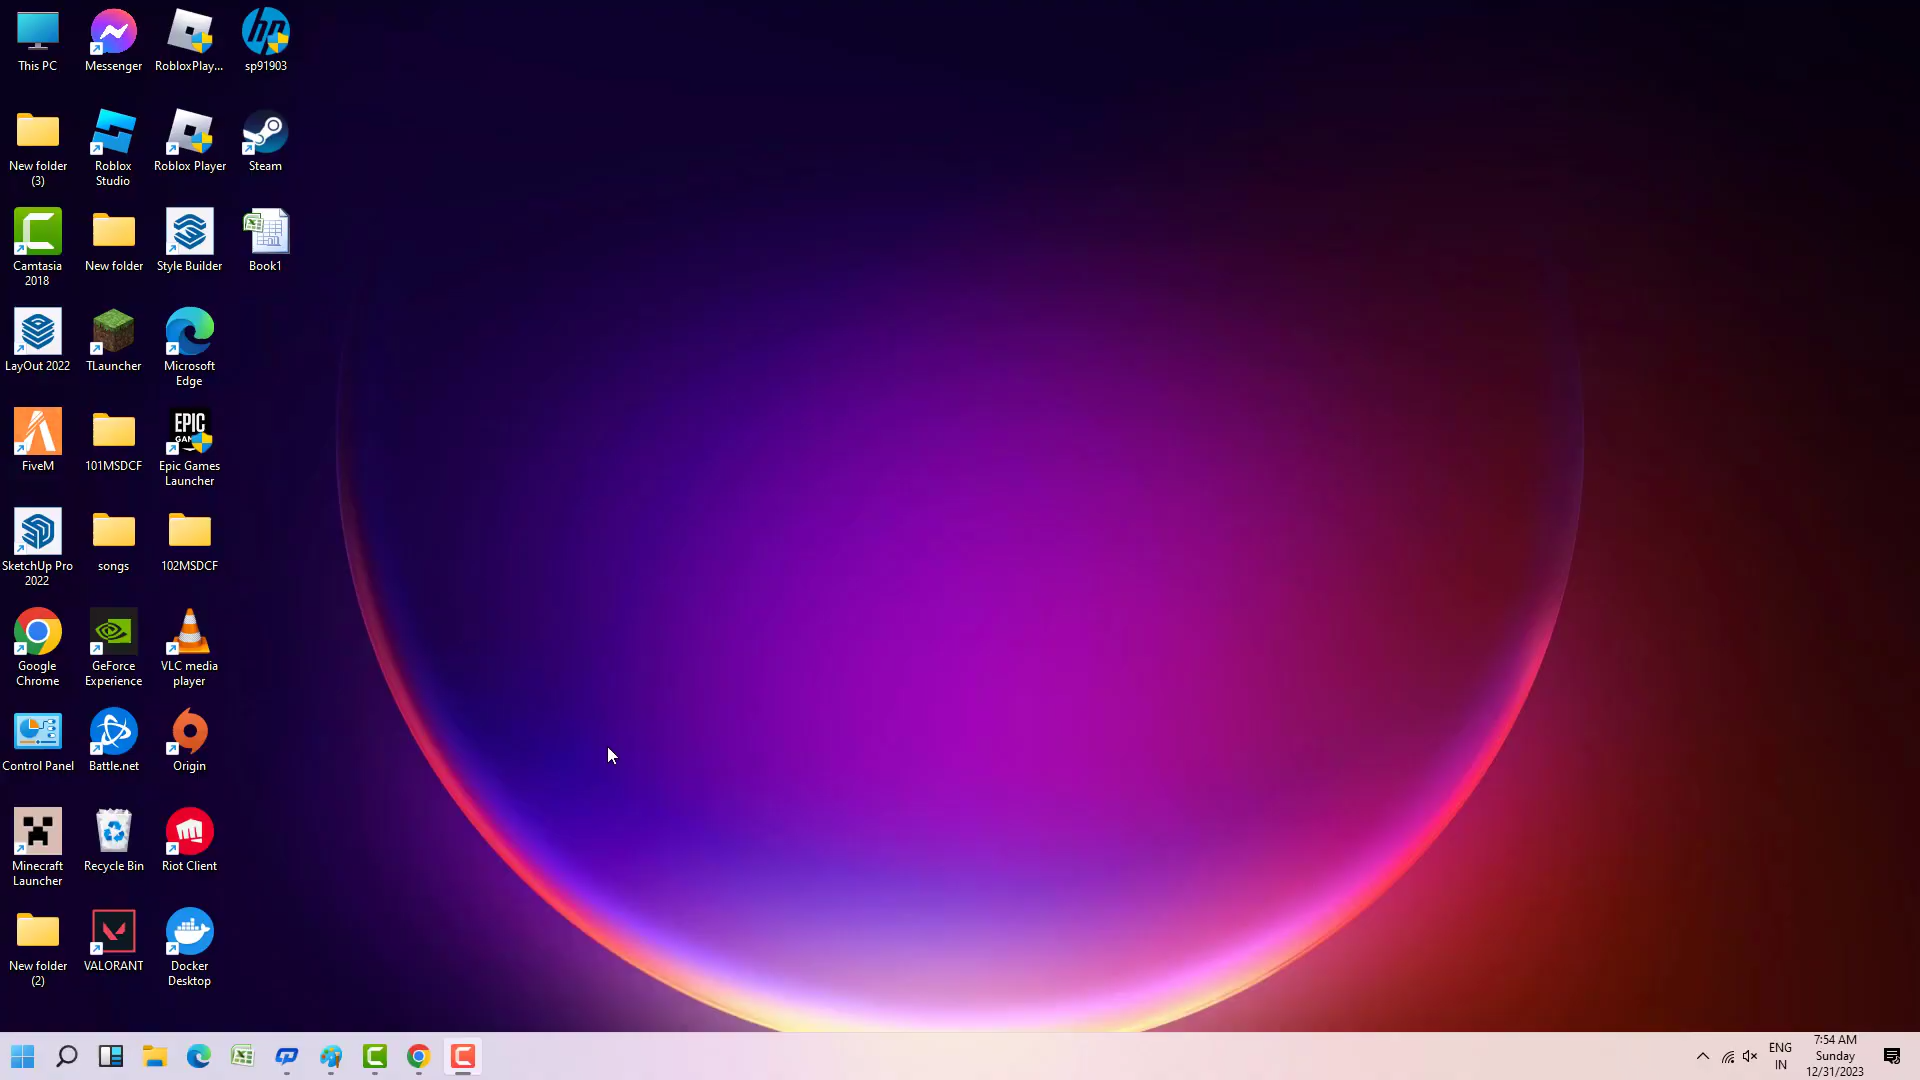 This PC
Messenger
RobloxPlay...
sp91903
New folder
(3)
Roblox
Studio
Roblox Player
Steam
Camtasia
2018
New folder
Style Builder
Book1
LayOut 2022
TLauncher
Microsoft
Edge
FiveM
101MSDCF
EPIC
GAMES
Epic Games
Launcher
SketchUp Pro
2022
songs
102MSDCF
Google
Chrome
GeForce
Experience
VLC media
player
Control Panel
Battle.net
Origin
Minecraft
Launcher
Recycle Bin
Riot Client
New folder
(2)
VALORANT
Docker
Desktop
ENG
IN
7:54 AM
Sunday
12/31/2023